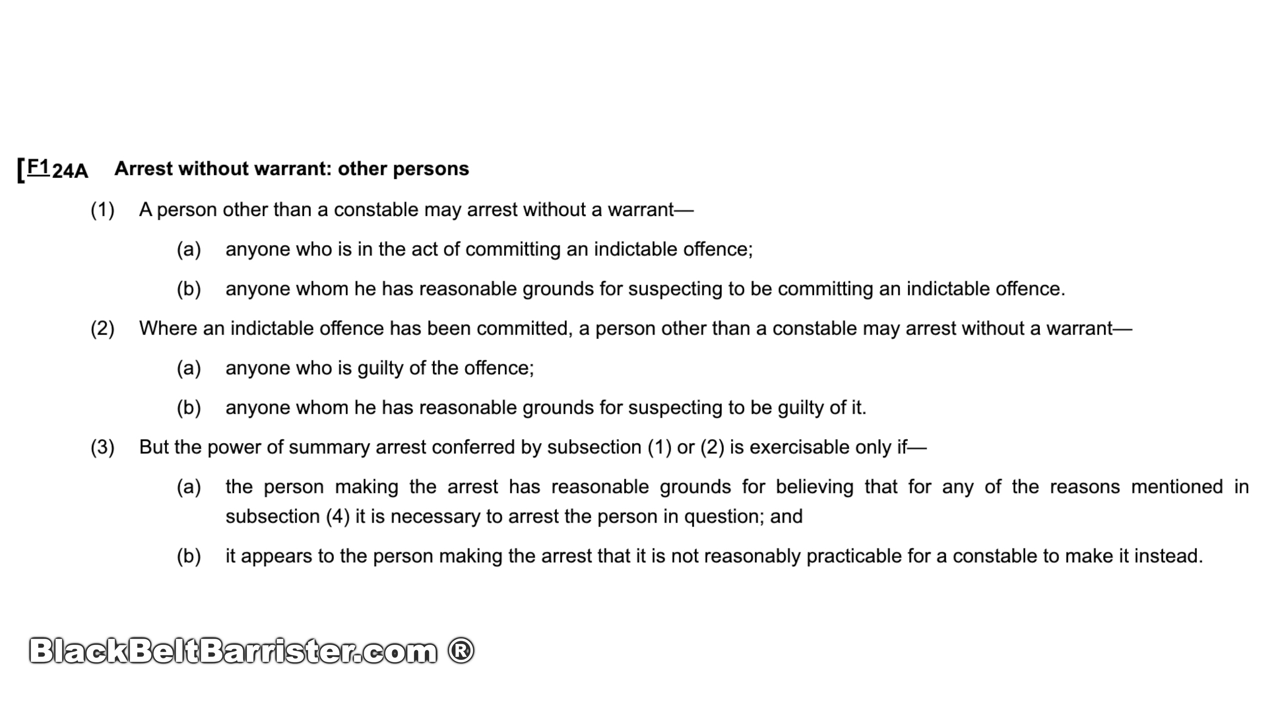 [F124A Arrest without warrant: other persons
(1) A person other than a constable may arrest without a warrant—
(a) anyone who is in the act of committing an indictable offence;
(b) anyone whom he has reasonable grounds for suspecting to be committing an indictable offence.
(2) Where an indictable offence has been committed, a person other than a constable may arrest without a warrant—
(a) anyone who is guilty of the offence;
(b) anyone whom he has reasonable grounds for suspecting to be guilty of it.
(3) But the power of summary arrest conferred by subsection (1) or (2) is exercisable only if—
(a) the person making the arrest has reasonable grounds for believing that for any of the reasons mentioned in
subsection (4) it is necessary to arrest the person in question; and
(b) it appears to the person making the arrest that it is not reasonably practicable for a constable to make it instead.
BlackBeltBarrister.com ®